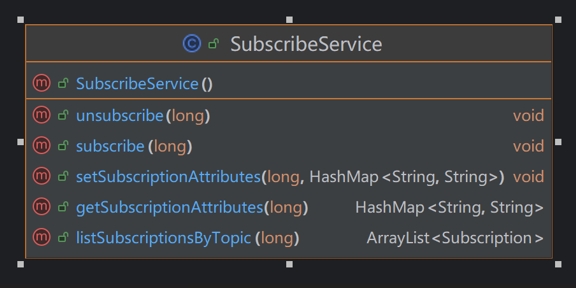 SubscribeService
SubscribeService()
unsubscribe(long) void
subscribe(long) void
setSubscriptionAttributes(long, HashMap<String, String>) void
getSubscriptionAttributes(long) HashMap<String, String>
listSubscriptionsByTopic(long) ArrayList<Subscription>